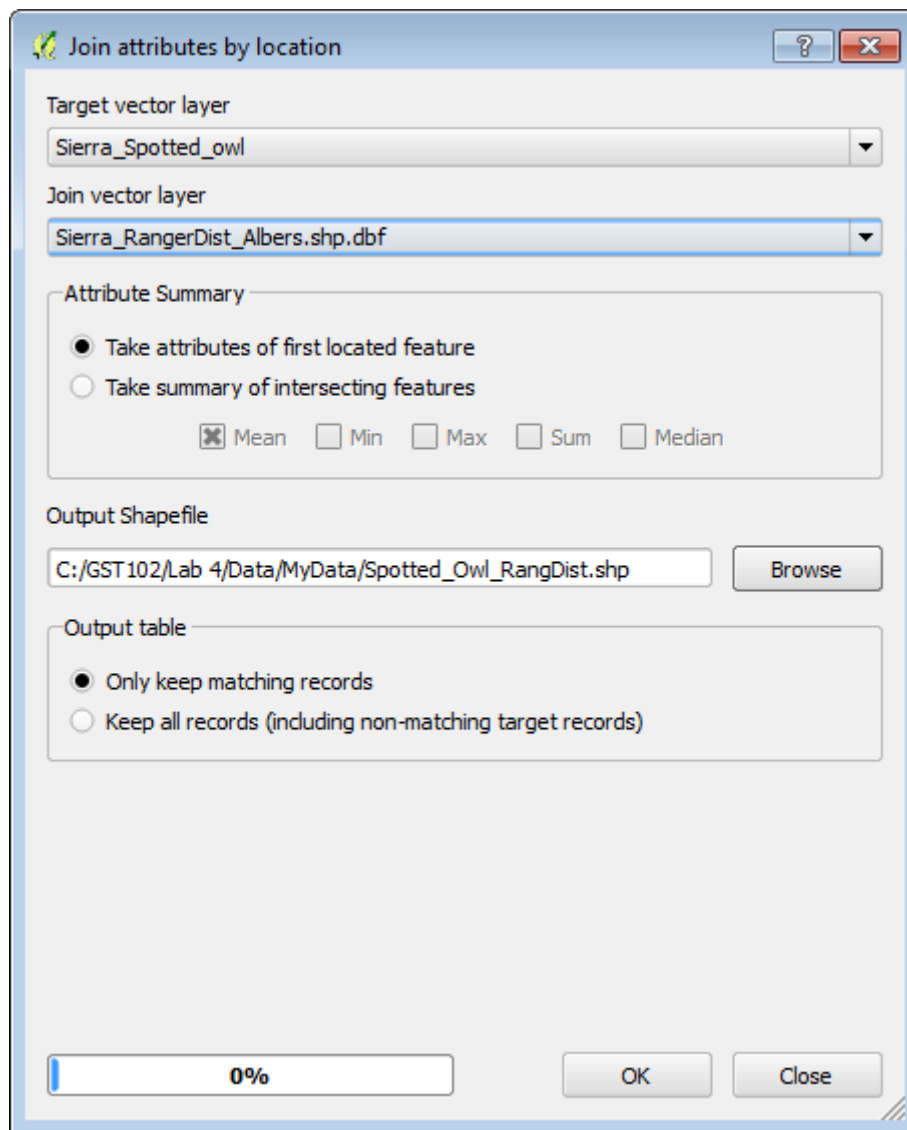 Join attributes by location
Target vector layer
Sierra_Spotted_owl
Join vector layer
Sierra_RangerDist_Albers.shp.dbf
Attribute Summary
Take attributes of first located feature
Take summary of intersecting features
Mean Min Max Sum Median
Output Shapefile
C:/GST102/Lab 4/Data/MyData/Spotted_Owl_RangDist.shp Browse
Output table
Only keep matching records
Keep all records (including non-matching target records)
0% OK Close